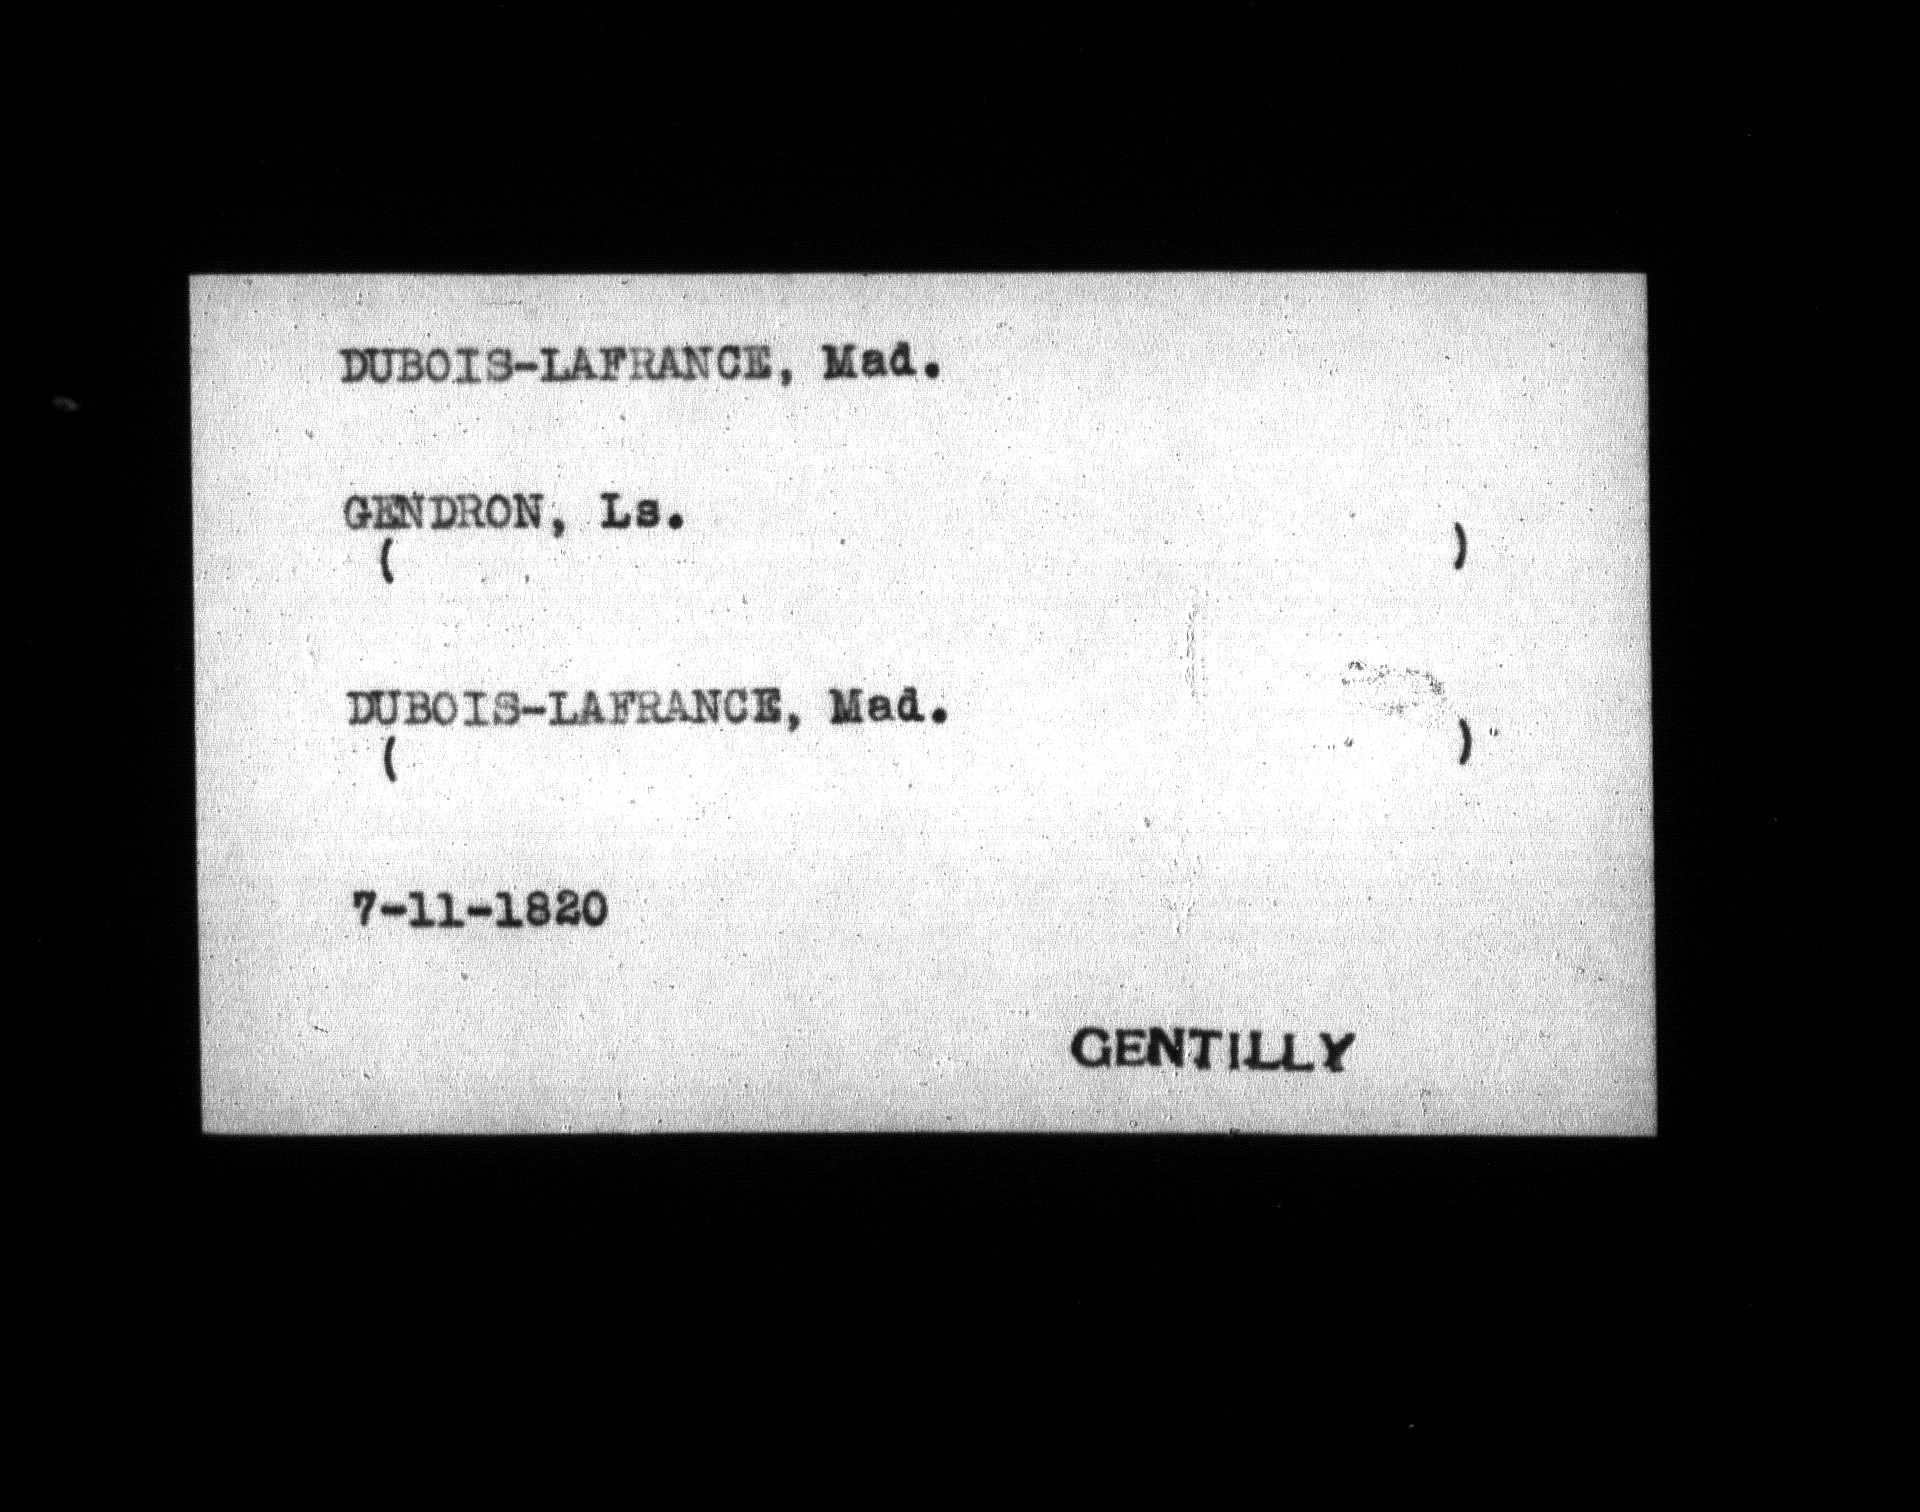 DUBOIS-LAFRANCE, Mad.
GENDRON, Ls.
( )
DUBOIS-LAFRANCE, Mad.
( )
7-11-1820
GENTILLY